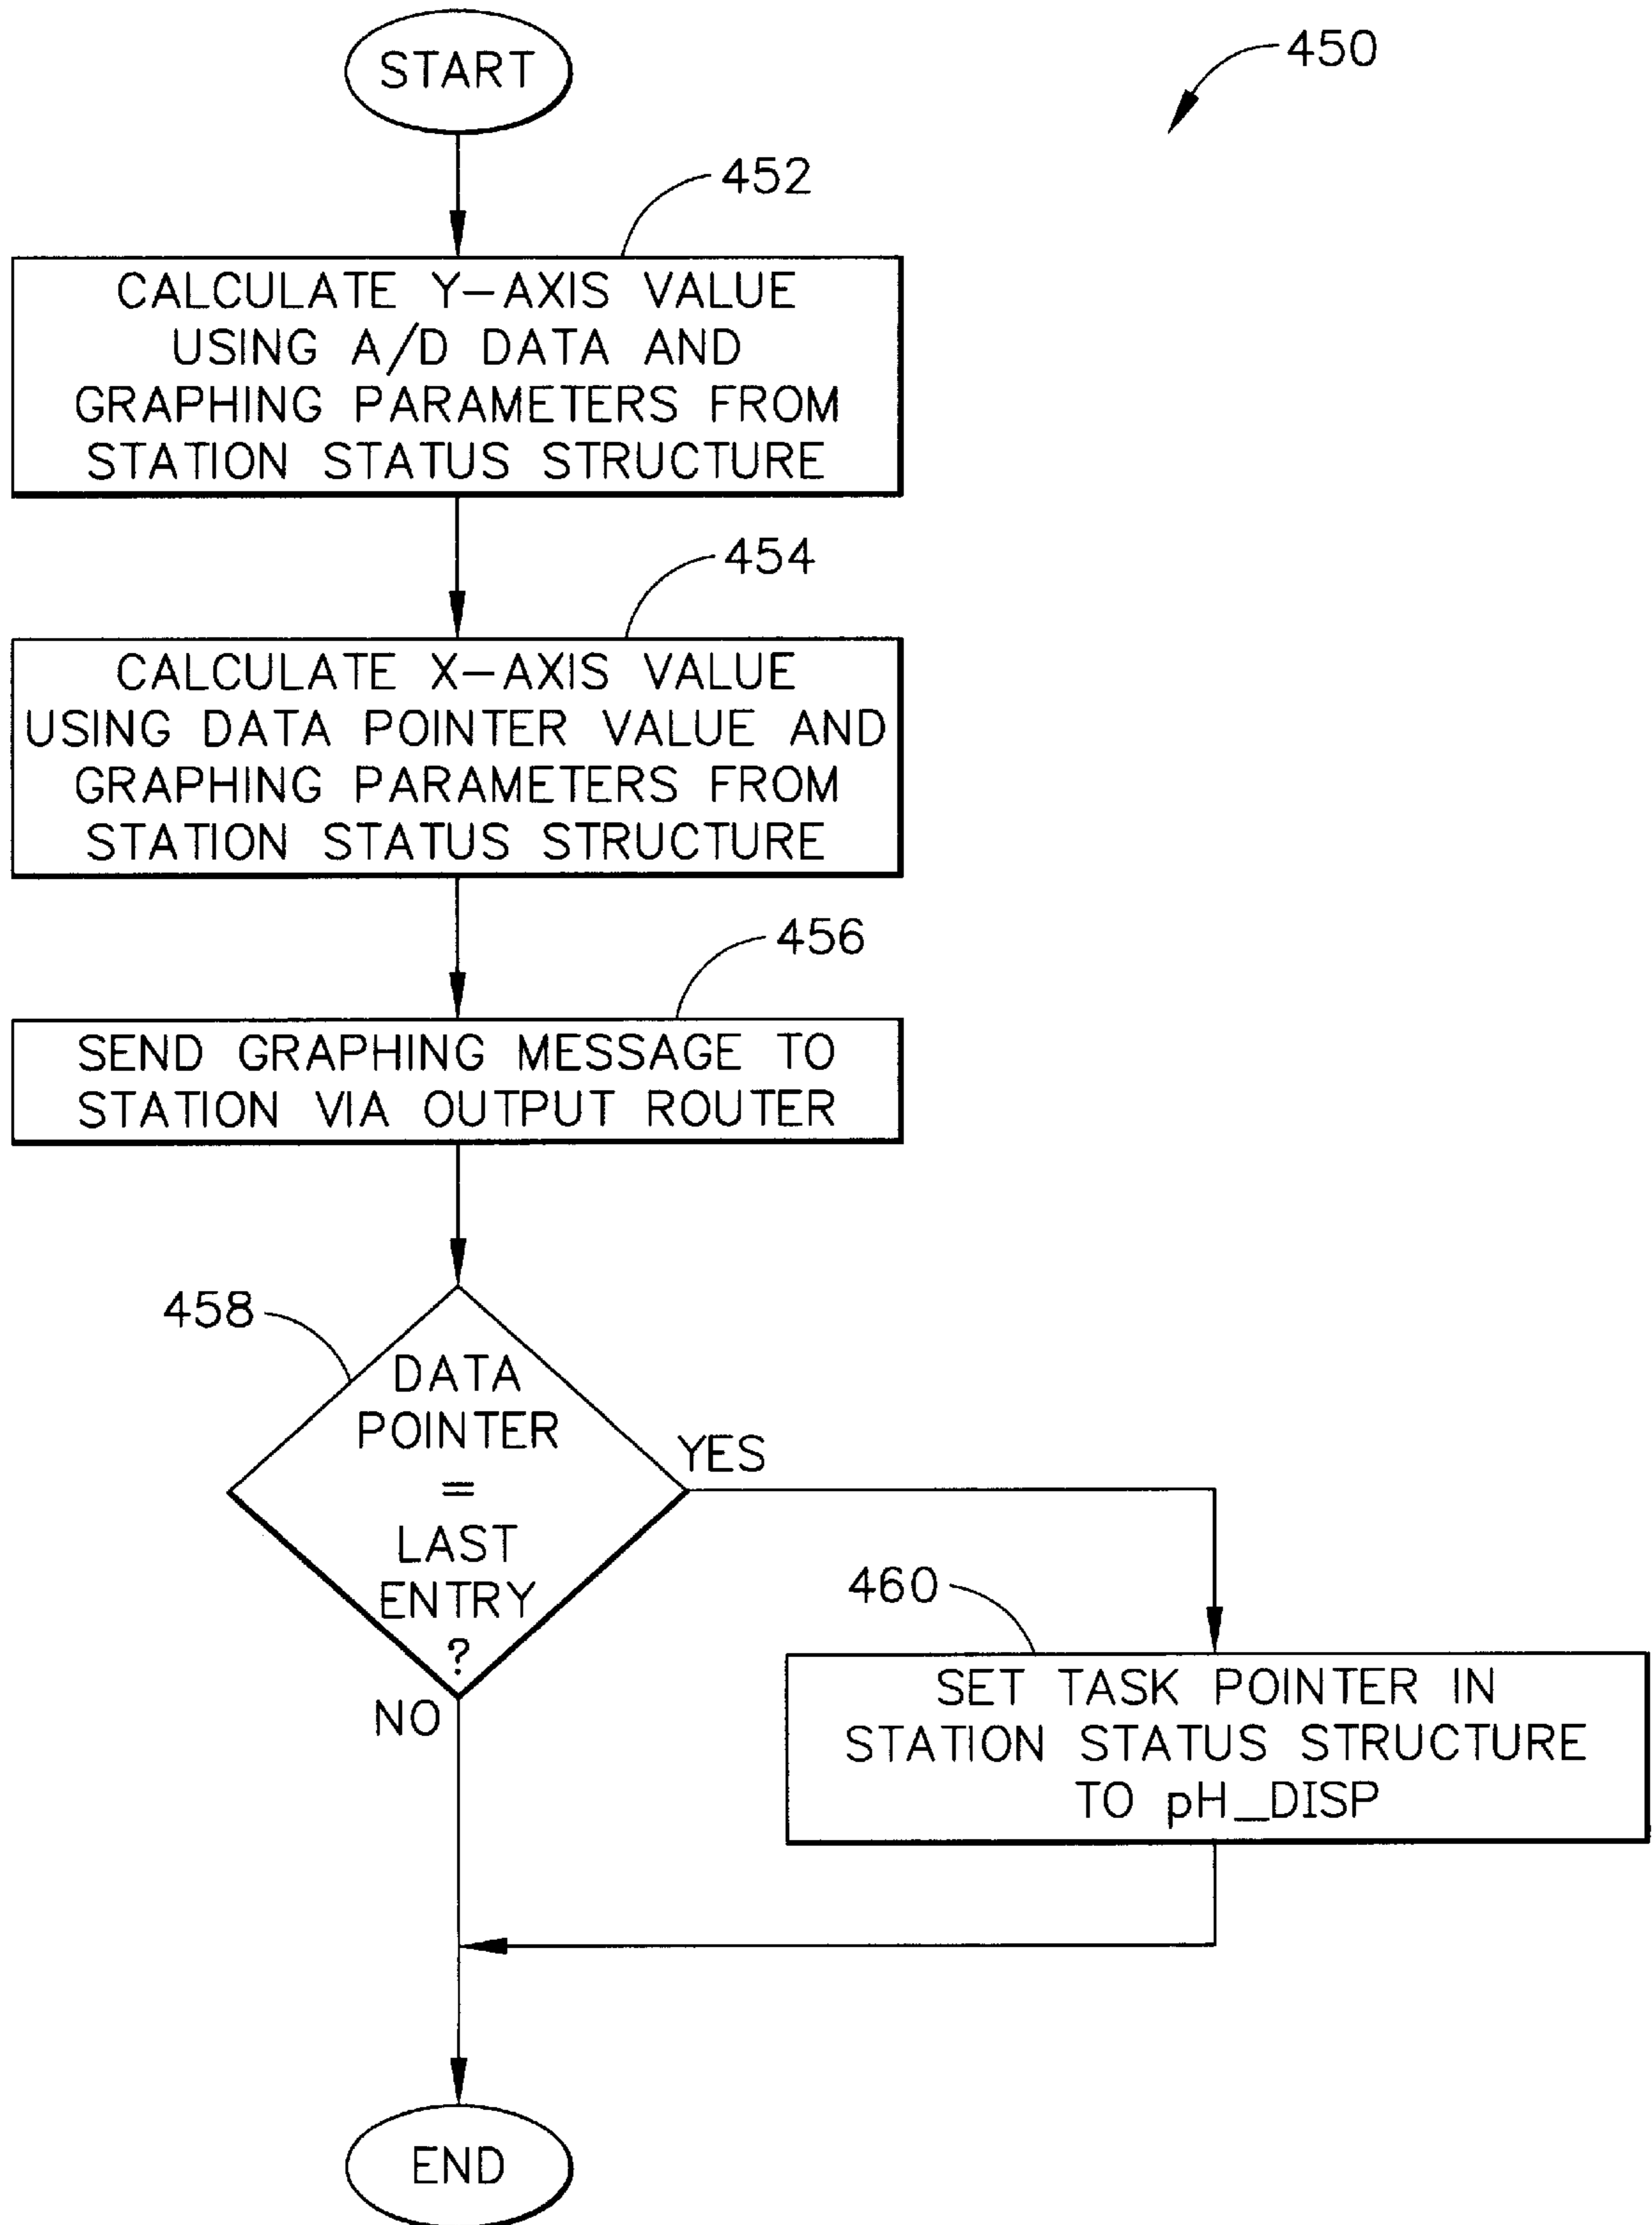 START
450
452
CALCULATE Y-AXIS VALUE
USING A/D DATA AND
GRAPHING PARAMETERS FROM
STATION STATUS STRUCTURE
454
CALCULATE X-AXIS VALUE
USING DATA POINTER VALUE AND
GRAPHING PARAMETERS FROM
STATION STATUS STRUCTURE
456
SEND GRAPHING MESSAGE TO
STATION VIA OUTPUT ROUTER
458
DATA
POINTER
=
LAST
ENTRY
?
YES
NO
460
SET TASK POINTER IN
STATION STATUS STRUCTURE
TO pH_DISP
END